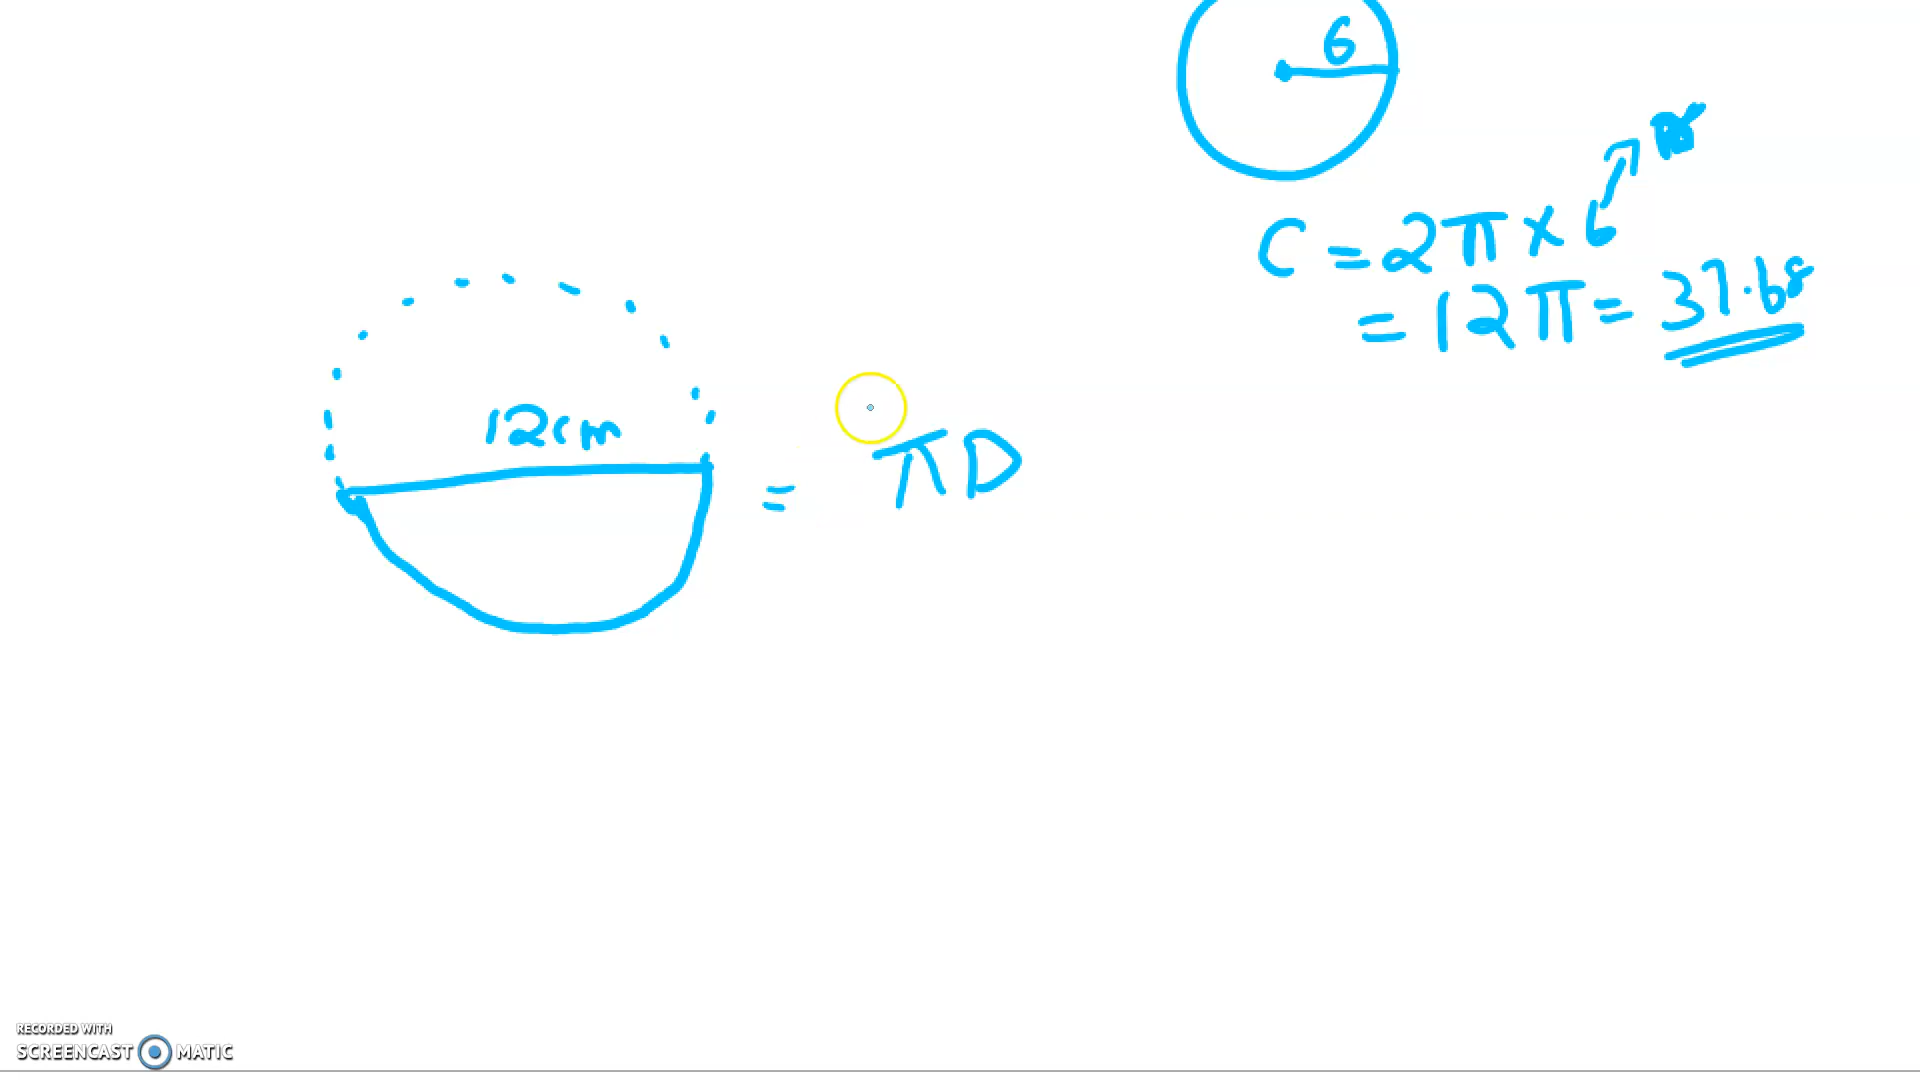 6
r
C = 2π × 6
= 12π = 37.68
12cm
= πD
RECORDED WITH
SCREENCAST MATIC